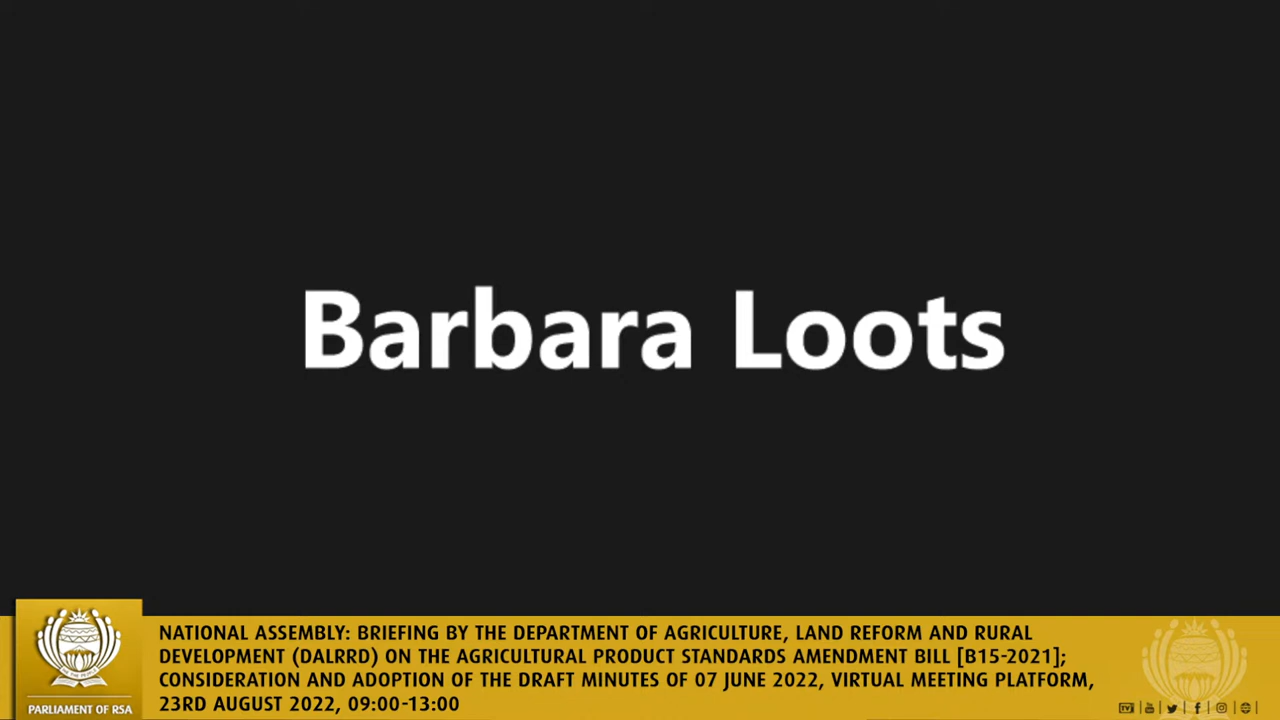 Barbara Loots
NATIONAL ASSEMBLY: BRIEFING BY THE DEPARTMENT OF AGRICULTURE, LAND REFORM AND RURAL
DEVELOPMENT (DALRRD) ON THE AGRICULTURAL PRODUCT STANDARDS AMENDMENT BILL [B15-2021];
CONSIDERATION AND ADOPTION OF THE DRAFT MINUTES OF 07 JUNE 2022, VIRTUAL MEETING PLATFORM,
23RD AUGUST 2022, 09:00-13:00
PARLIAMENT OF RSA